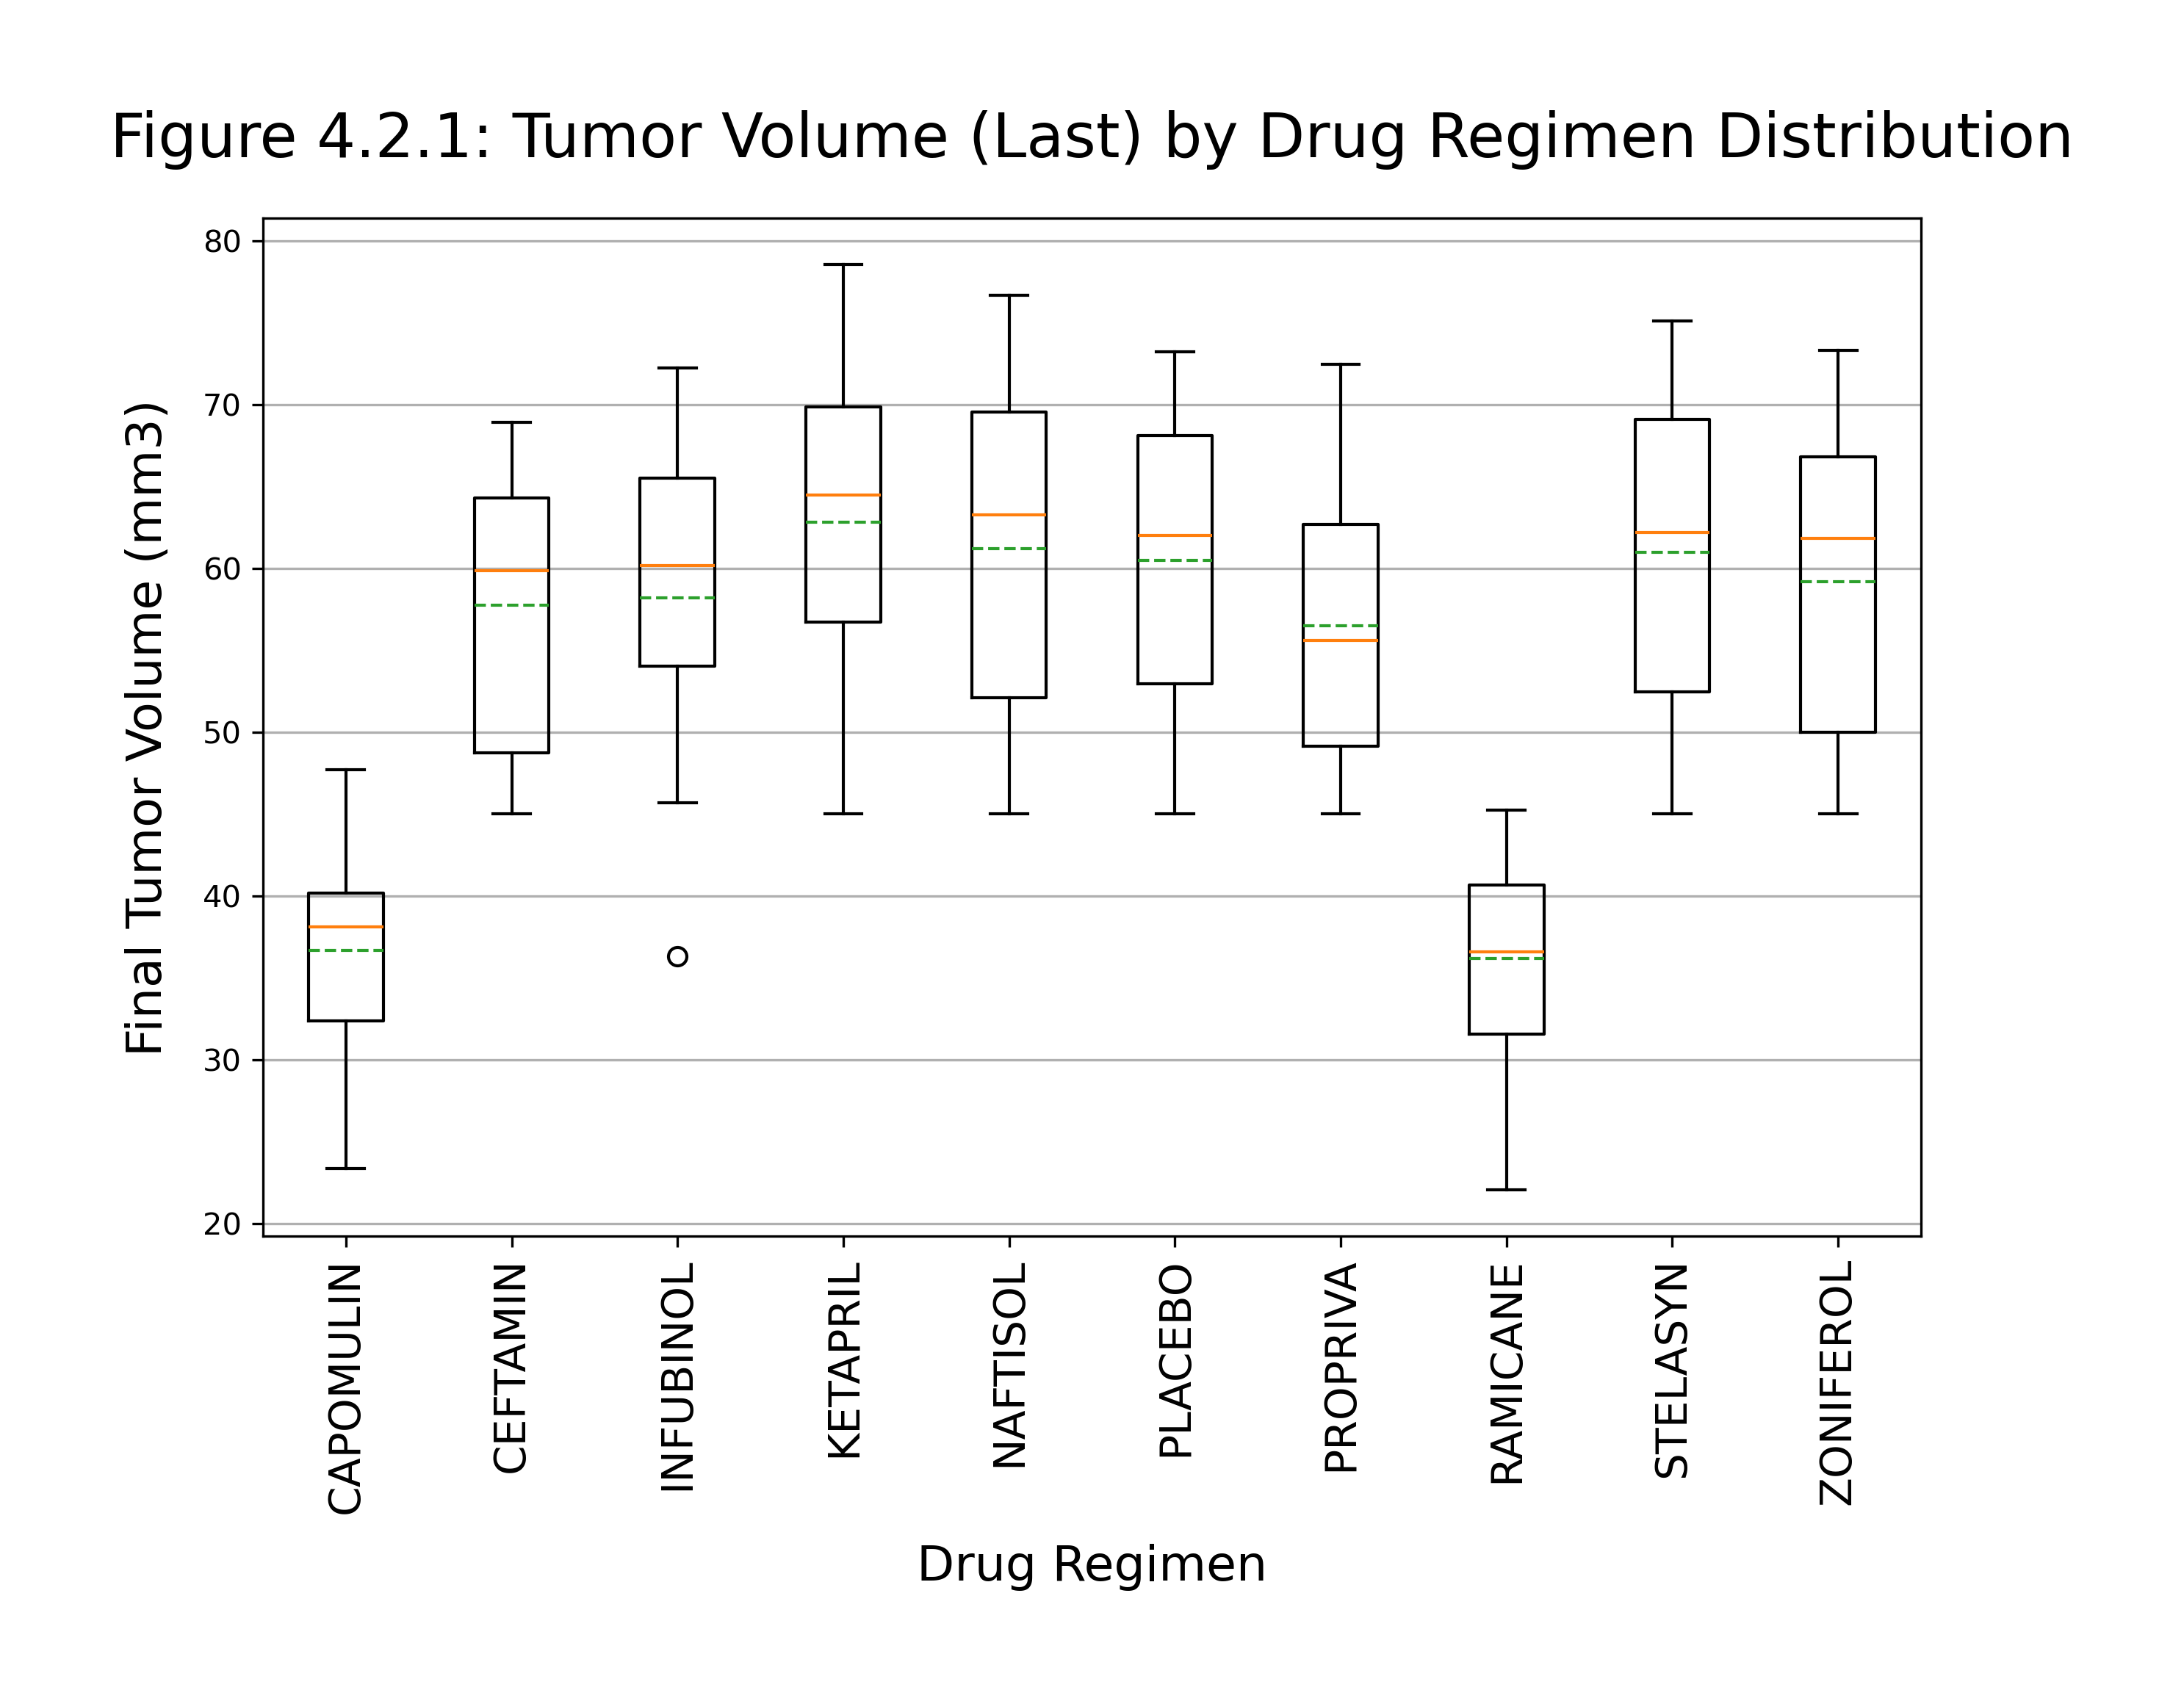 Figure 4.2.1: Tumor Volume (Last) by Drug Regimen Distribution
Final Tumor Volume (mm3)
80
70
60
50
40
30
20
CAPOMULIN
CEFTAMIN
INFUBINOL
KETAPRIL
NAFTISOL
PLACEBO
PROPRIVA
RAMICANE
STELASYN
ZONIFEROL
Drug Regimen